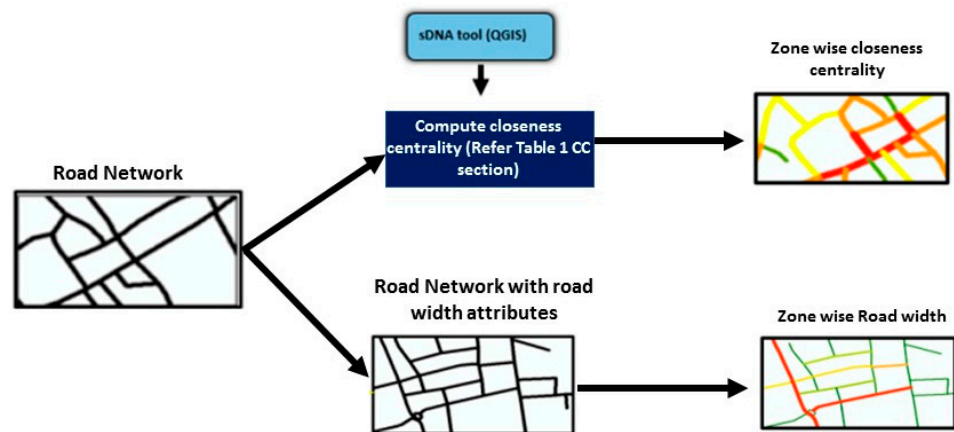 sDNA tool (QGIS)
Zone wise closeness
centrality
Compute closeness
centrality (Refer Table 1 CC
section)
Road Network
Road Network with road
width attributes
Zone wise Road width